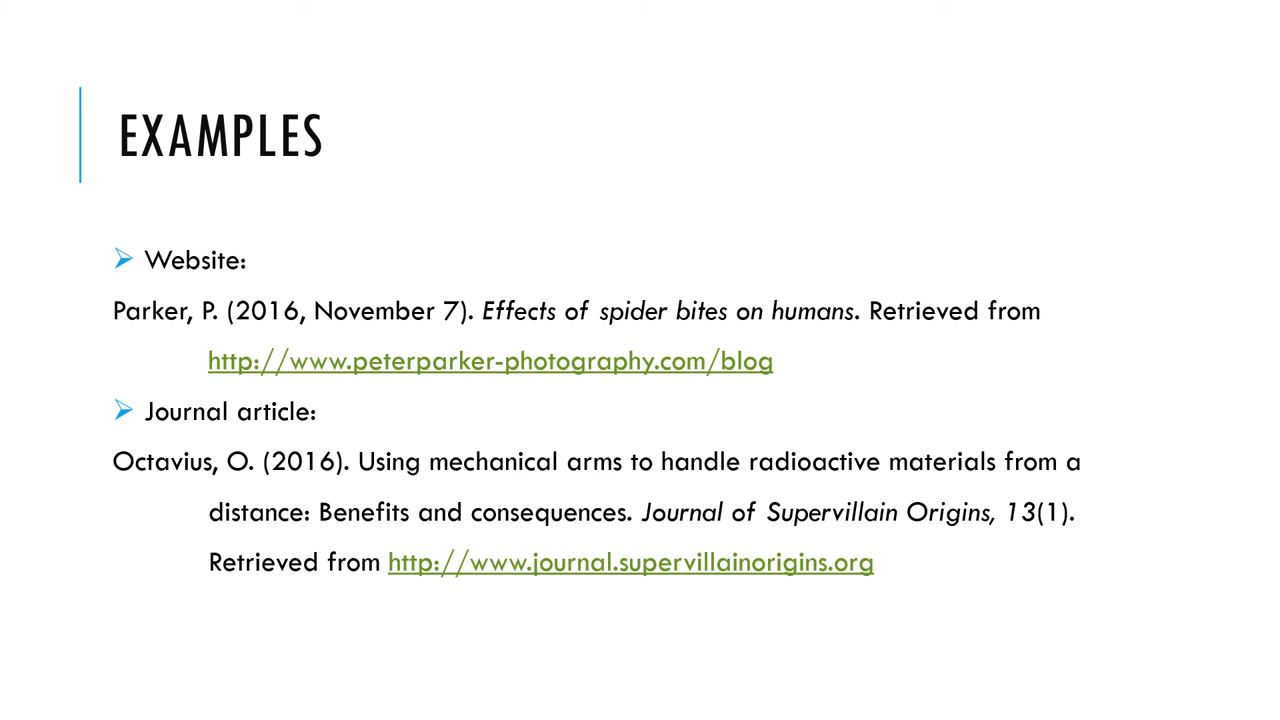 EXAMPLES
Website:
Parker, P. (2016, November 7). Effects of spider bites on humans. Retrieved from
http://www.peterparker-photography.com/blog
Journal article:
Octavius, O. (2016). Using mechanical arms to handle radioactive materials from a
distance: Benefits and consequences. Journal of Supervillain Origins, 13(1).
Retrieved from http://www.journal.supervillainorigins.org